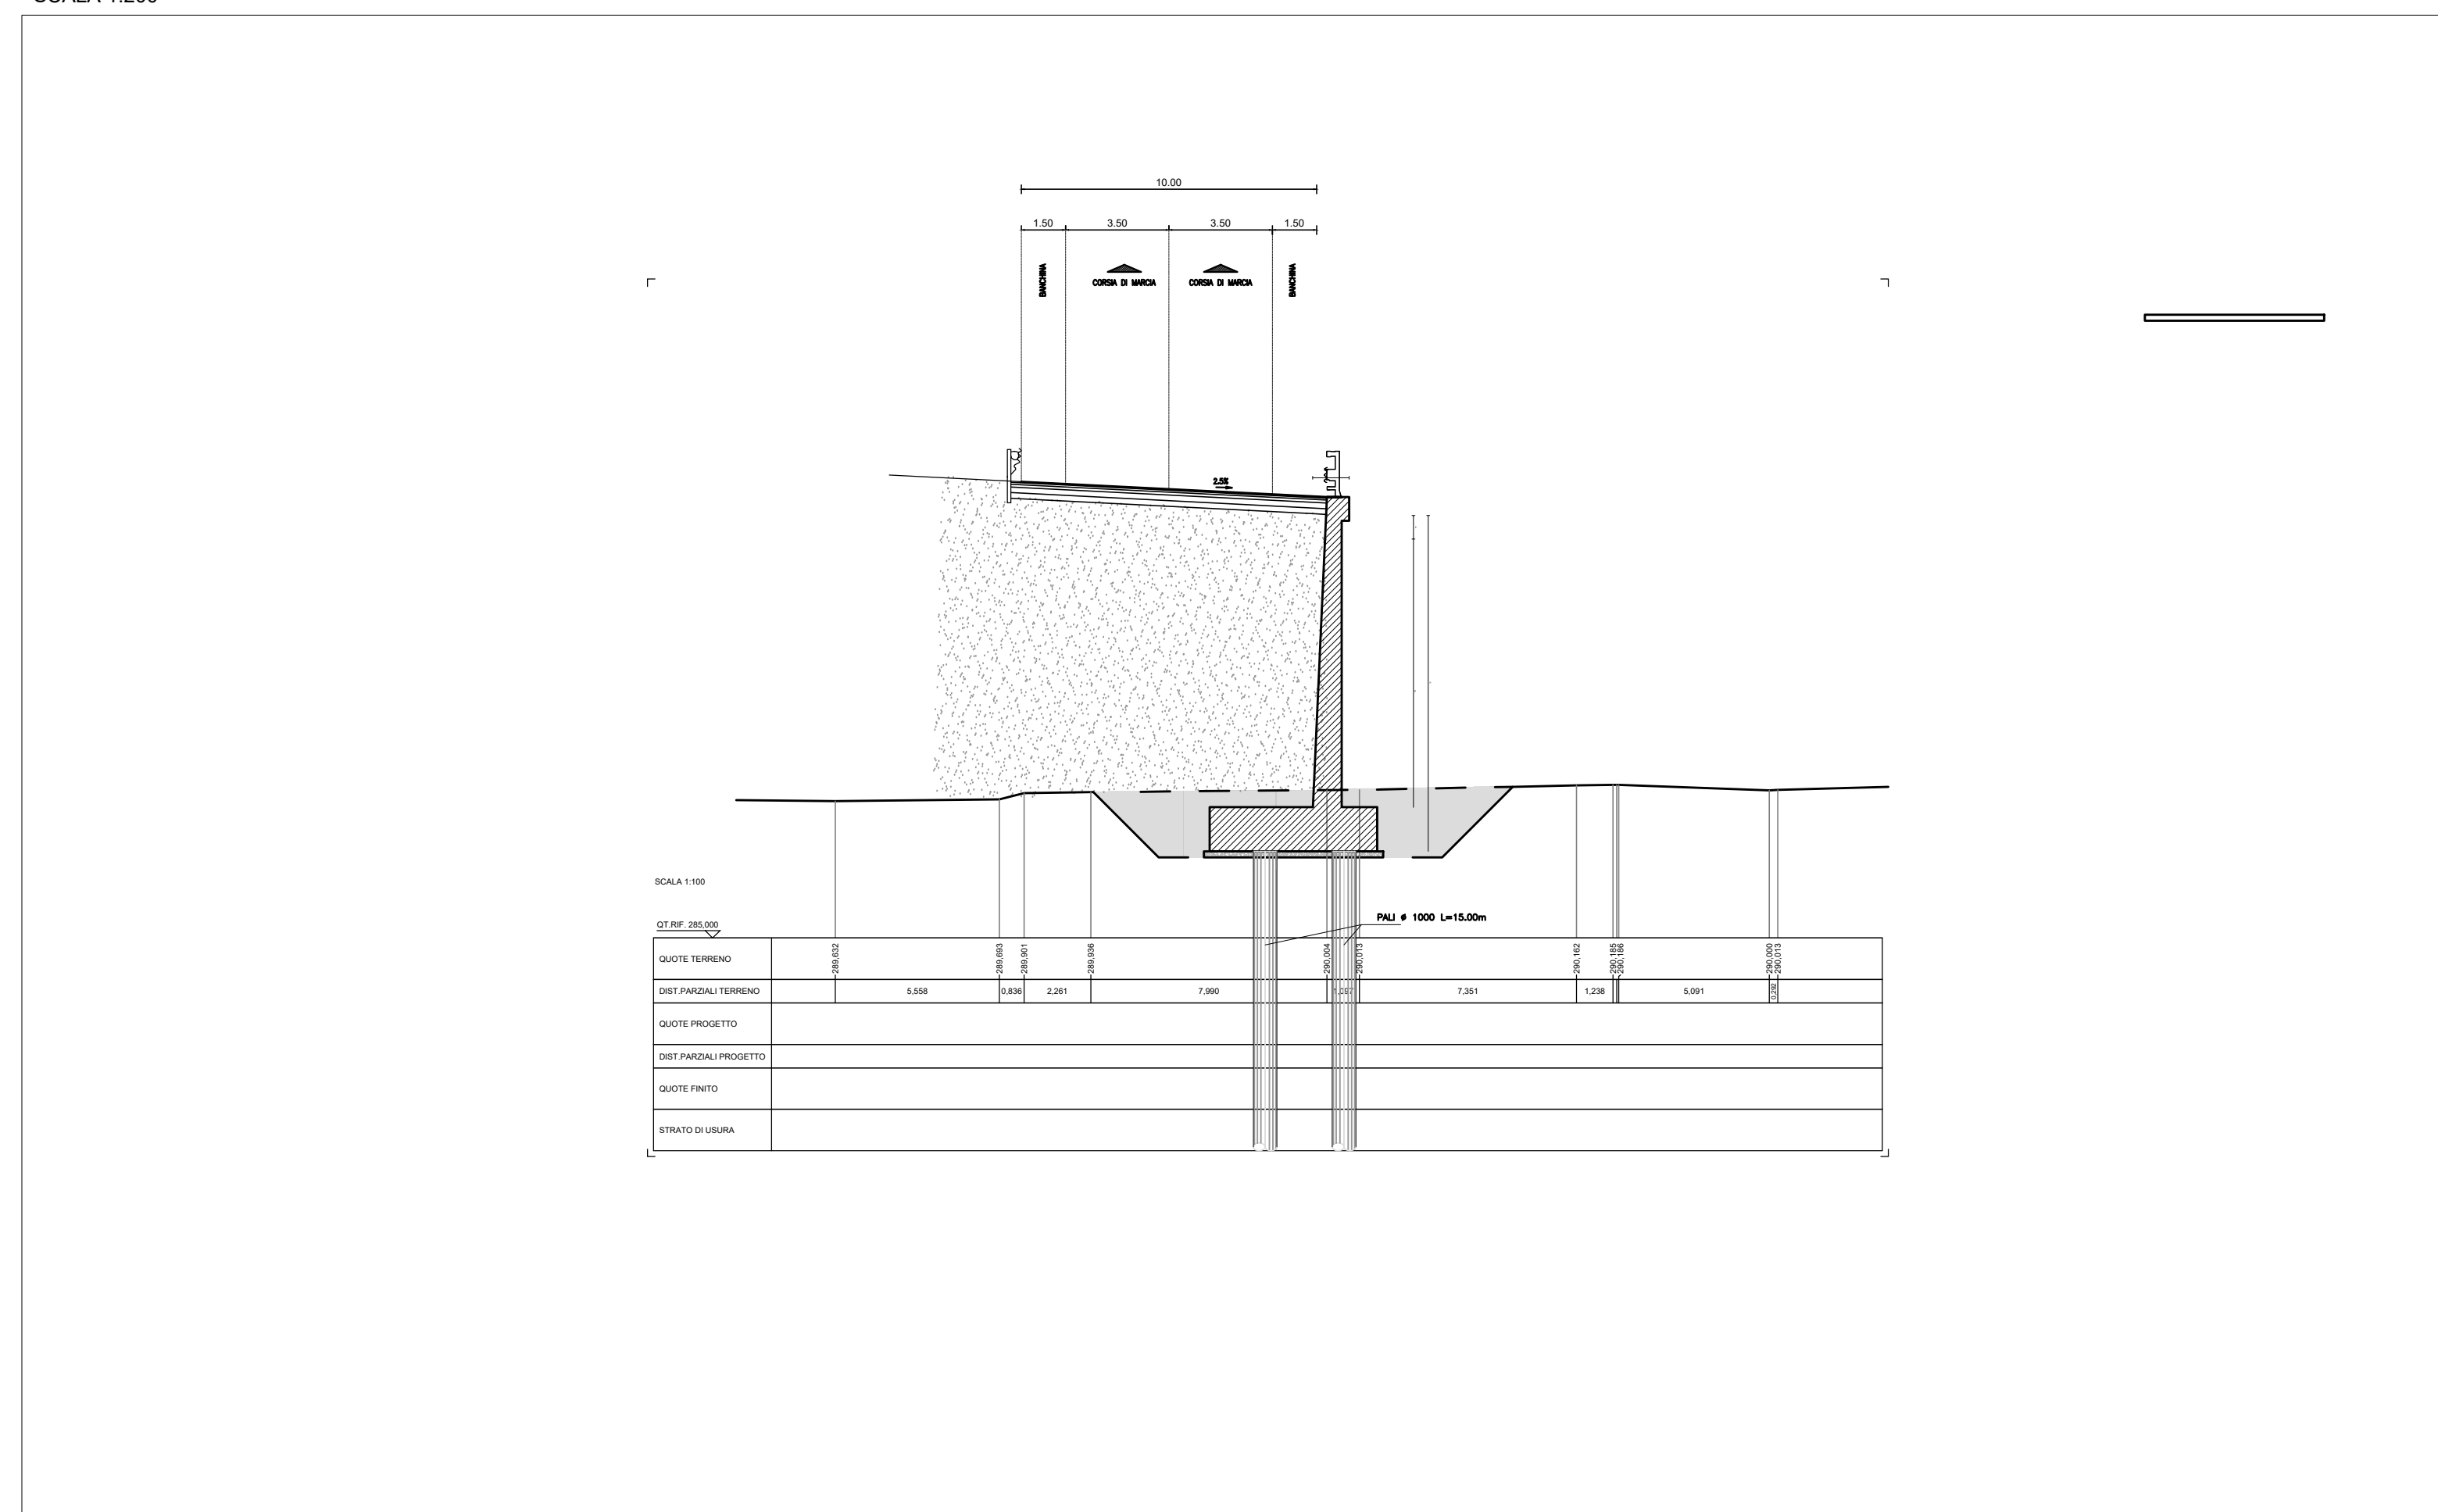 10.00
1.50 3.50 3.50 1.50
BANCHINA CORSIA DI MARCIA CORSIA DI MARCIA BANCHINA
2.5%
SCALA 1:100
PALI ø 1000 L=15.00m
QT.RIF. 285,000
QUOTE TERRENO 289,632 289,693 289,901 289,936 290,004 290,013 290,162 290,185 290,186 290,000 290,013
DIST.PARZIALI TERRENO 5,558 0,836 2,261 7,990 1,097 7,351 1,238 5,091 0,292
QUOTE PROGETTO
DIST.PARZIALI PROGETTO
QUOTE FINITO
STRATO DI USURA